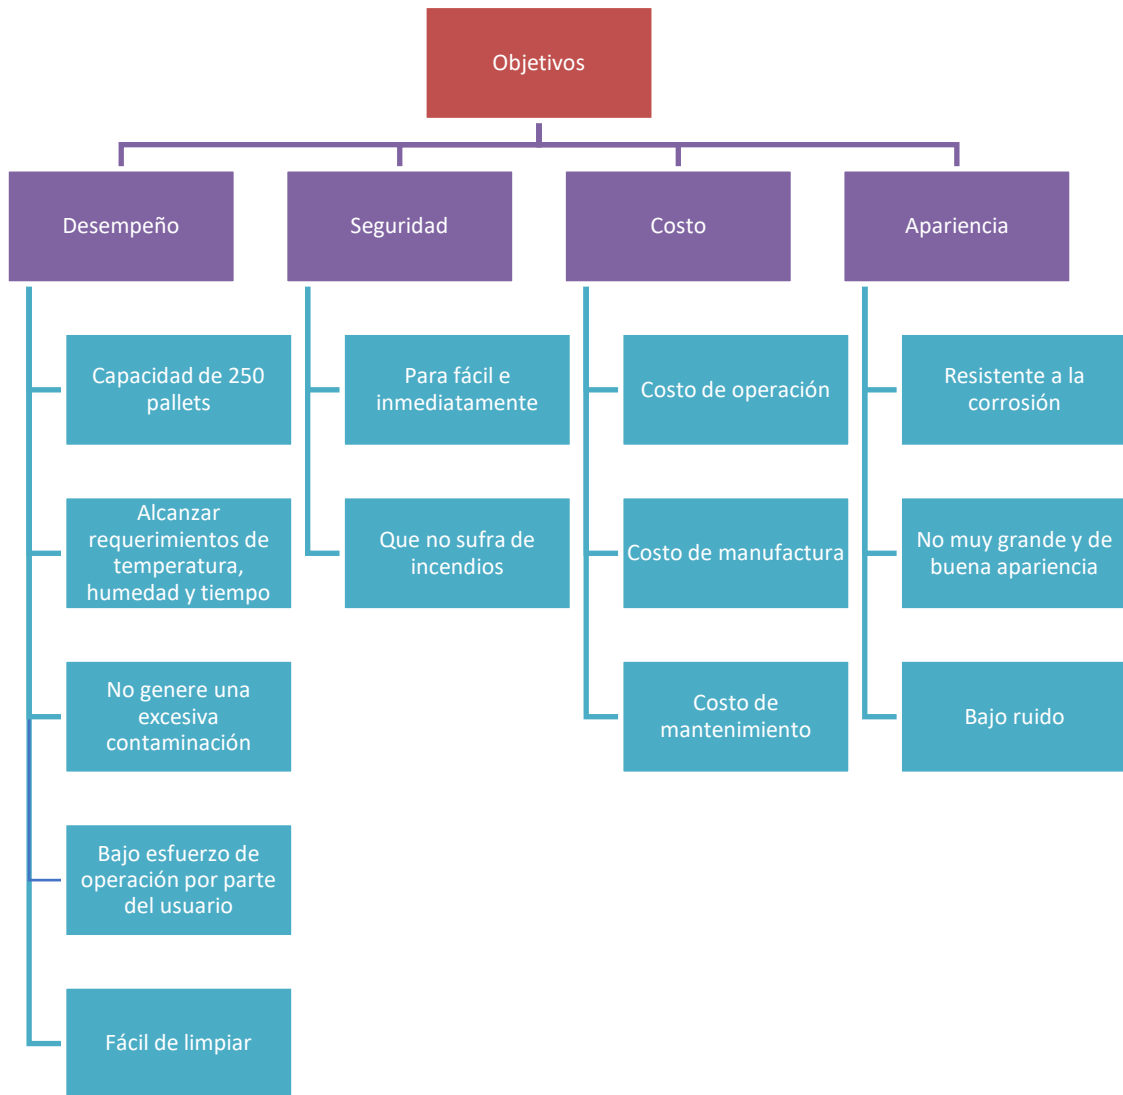 Objetivos
Desempeño
Seguridad
Costo
Apariencia
Capacidad de 250
pallets
Alcanzar
requerimientos de
temperatura,
humedad y tiempo
No genere una
excesiva
contaminación
Bajo esfuerzo de
operación por parte
del usuario
Fácil de limpiar
Para fácil e
inmediatamente
Que no sufra de
incendios
Costo de operación
Costo de manufactura
Costo de
mantenimiento
Resistente a la
corrosión
No muy grande y de
buena apariencia
Bajo ruido